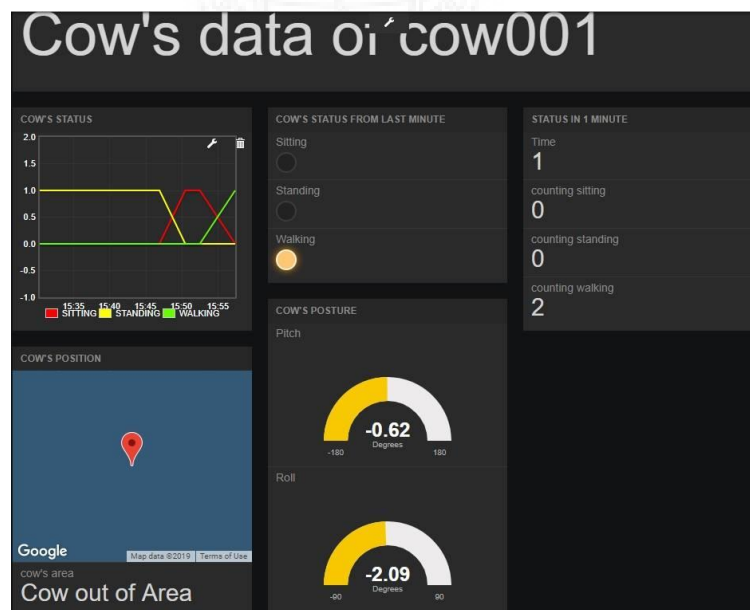 Cow's data of cow001
COW'S STATUS
2.0
1.5
1.0
0.5
0.0
-0.5
-1.0
15:35 15:40 15:45 15:50 15:55
SITTING STANDING WALKING
COW'S POSITION
Google
Map data ©2019 Terms of Use
cow's area
Cow out of Area
COW'S STATUS FROM LAST MINUTE
Sitting
Standing
Walking
COW'S POSTURE
Pitch
-0.62
Degrees
-180 180
Roll
-2.09
Degrees
-90 90
STATUS IN 1 MINUTE
Time
1
counting sitting
0
counting standing
0
counting walking
2